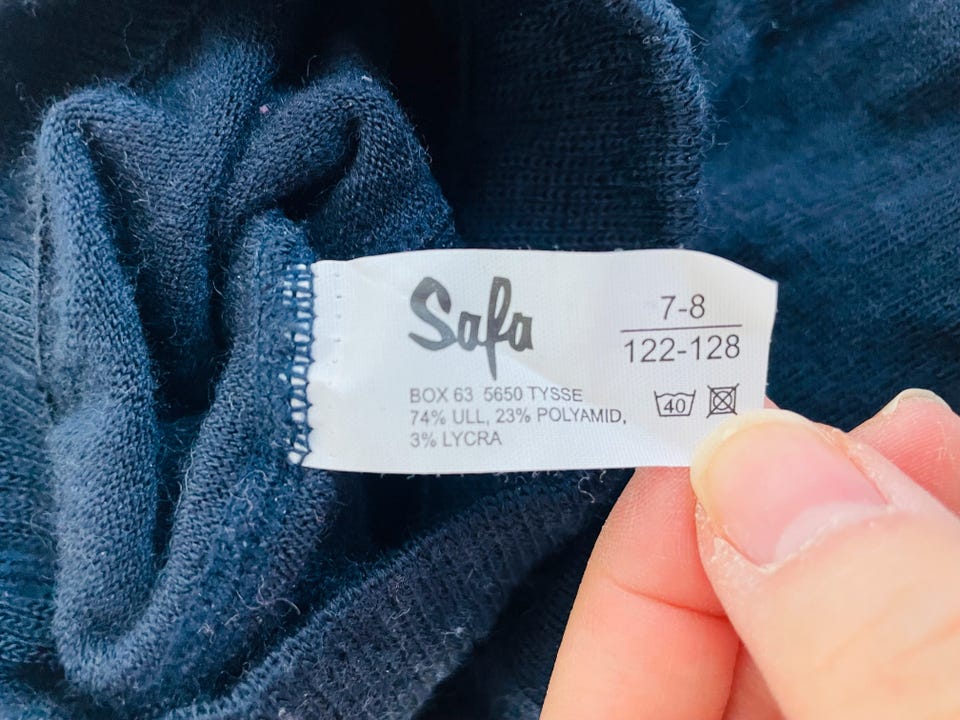 Safa
BOX 63 5650 TYSSE
74% ULL, 23% POLYAMID,
3% LYCRA
7-8
122-128
40